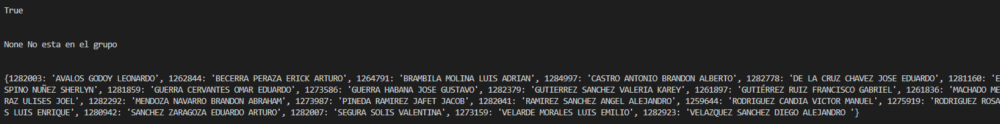 True
None No esta en el grupo
{1282003: 'AVALOS GODOY LEONARDO', 1262844: 'BECERRA PERAZA ERICK ARTURO', 1264791: 'BRAMBILA MOLINA LUIS ADRIAN', 1284997: 'CASTRO ANTONIO BRANDON ALBERTO', 1282778: 'DE LA CRUZ CHAVEZ JOSE EDUARDO', 1281160: 'E
SPINO NUÑEZ SHERLYN', 1281859: 'GUERRA CERVANTES OMAR EDUARDO', 1273586: 'GUERRA HABANA JOSE GUSTAVO', 1282379: 'GUTIERREZ SANCHEZ VALERIA KAREY', 1261897: 'GUTIÉRREZ RUIZ FRANCISCO GABRIEL', 1261836: 'MACHADO ME
RAZ ULISES JOEL', 1282292: 'MENDOZA NAVARRO BRANDON ABRAHAM', 1273987: 'PINEDA RAMIREZ JAFET JACOB', 1282041: 'RAMIREZ SANCHEZ ANGEL ALEJANDRO', 1259644: 'RODRIGUEZ CANDIA VICTOR MANUEL', 1275919: 'RODRIGUEZ ROSA
S LUIS ENRIQUE', 1280942: 'SANCHEZ ZARAGOZA EDUARDO ARTURO', 1282007: 'SEGURA SOLIS VALENTINA', 1273159: 'VELARDE MORALES LUIS EMILIO', 1282923: 'VELAZQUEZ SANCHEZ DIEGO ALEJANDRO '}